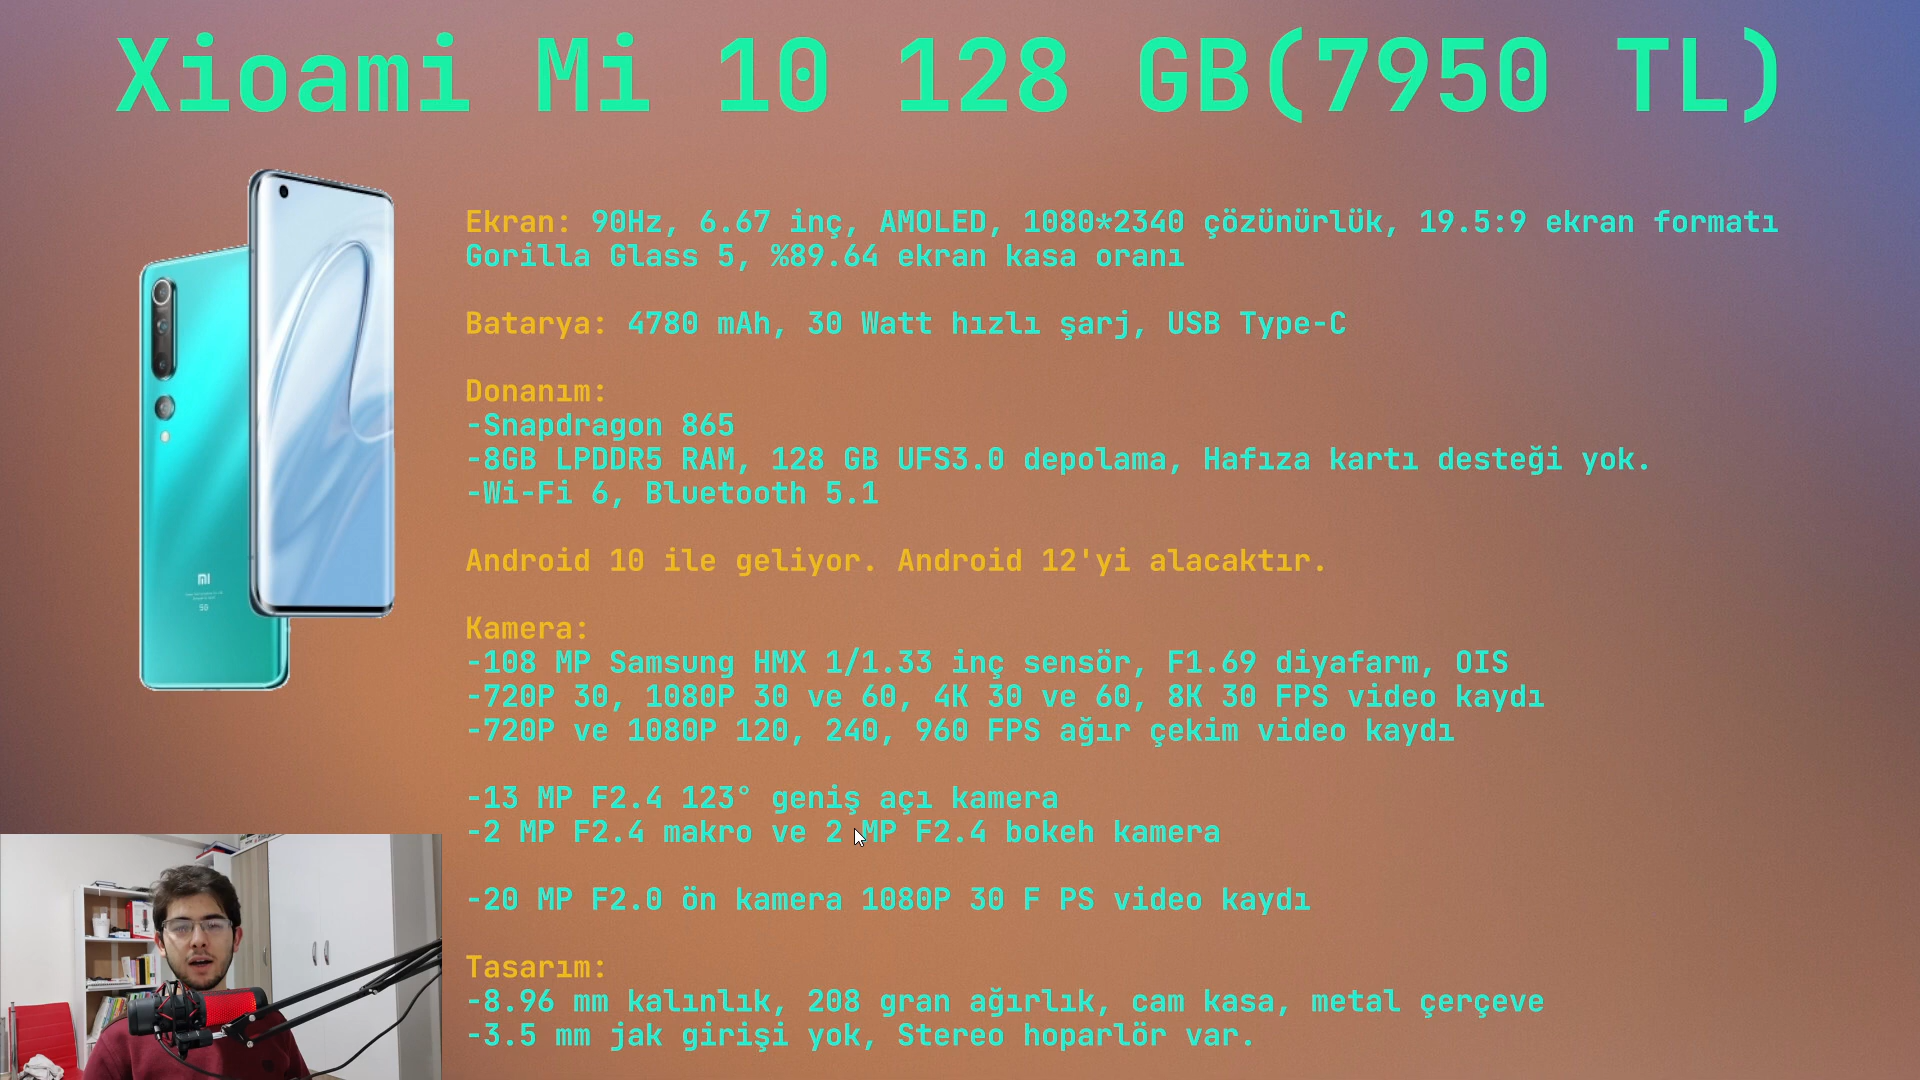 Xioami Mi 10 128 GB(7950 TL)
Ekran: 90Hz, 6.67 inç, AMOLED, 1080*2340 çözünürlük, 19.5:9 ekran formatı
Gorilla Glass 5, %89.64 ekran kasa oranı
Batarya: 4780 mAh, 30 Watt hızlı şarj, USB Type-C
Donanım:
-Snapdragon 865
-8GB LPDDR5 RAM, 128 GB UFS3.0 depolama, Hafıza kartı desteği yok.
-Wi-Fi 6, Bluetooth 5.1
Android 10 ile geliyor. Android 12'yi alacaktır.
Kamera:
-108 MP Samsung HMX 1/1.33 inç sensör, F1.69 diyafarm, OIS
-720P 30, 1080P 30 ve 60, 4K 30 ve 60, 8K 30 FPS video kaydı
-720P ve 1080P 120, 240, 960 FPS ağır çekim video kaydı
-13 MP F2.4 123° geniş açı kamera
-2 MP F2.4 makro ve 2 MP F2.4 bokeh kamera
-20 MP F2.0 ön kamera 1080P 30 F PS video kaydı
Tasarım:
-8.96 mm kalınlık, 208 gran ağırlık, cam kasa, metal çerçeve
-3.5 mm jak girişi yok, Stereo hoparlör var.
MI
5G